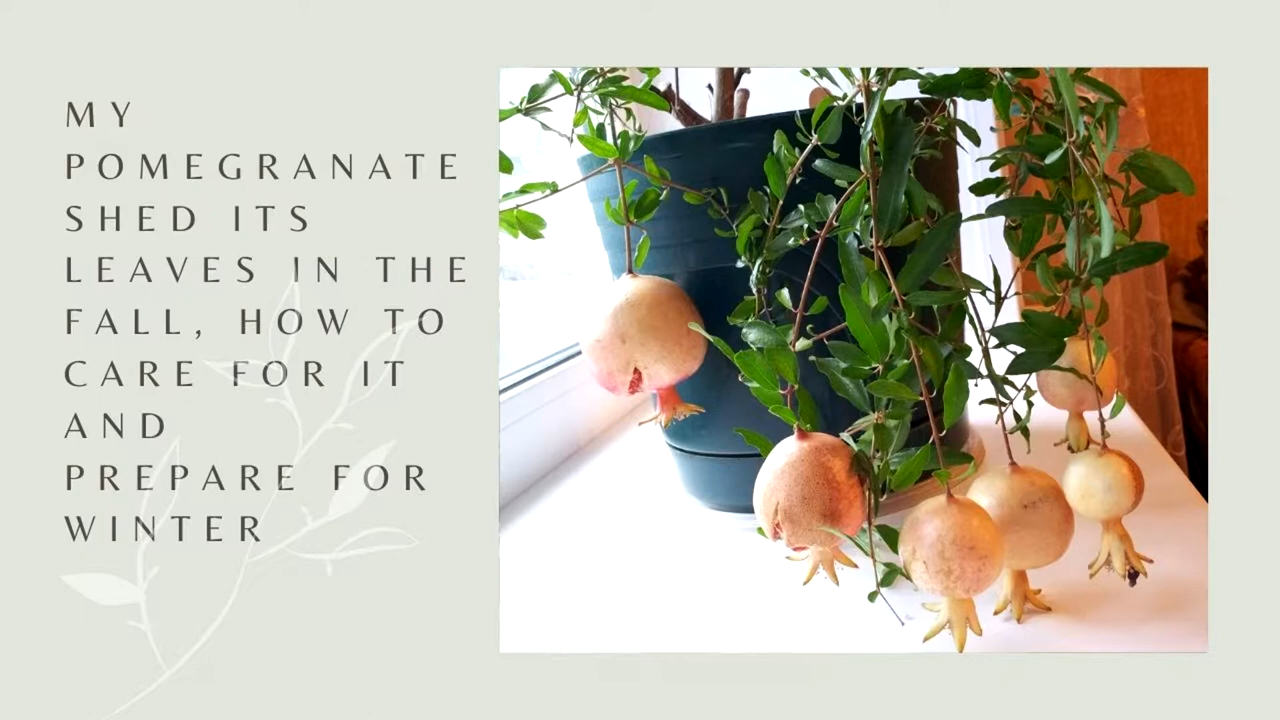 MY
POMEGRANATE
SHED ITS
LEAVES IN THE
FALL, HOW TO
CARE FOR IT
AND
PREPARE FOR
WINTER